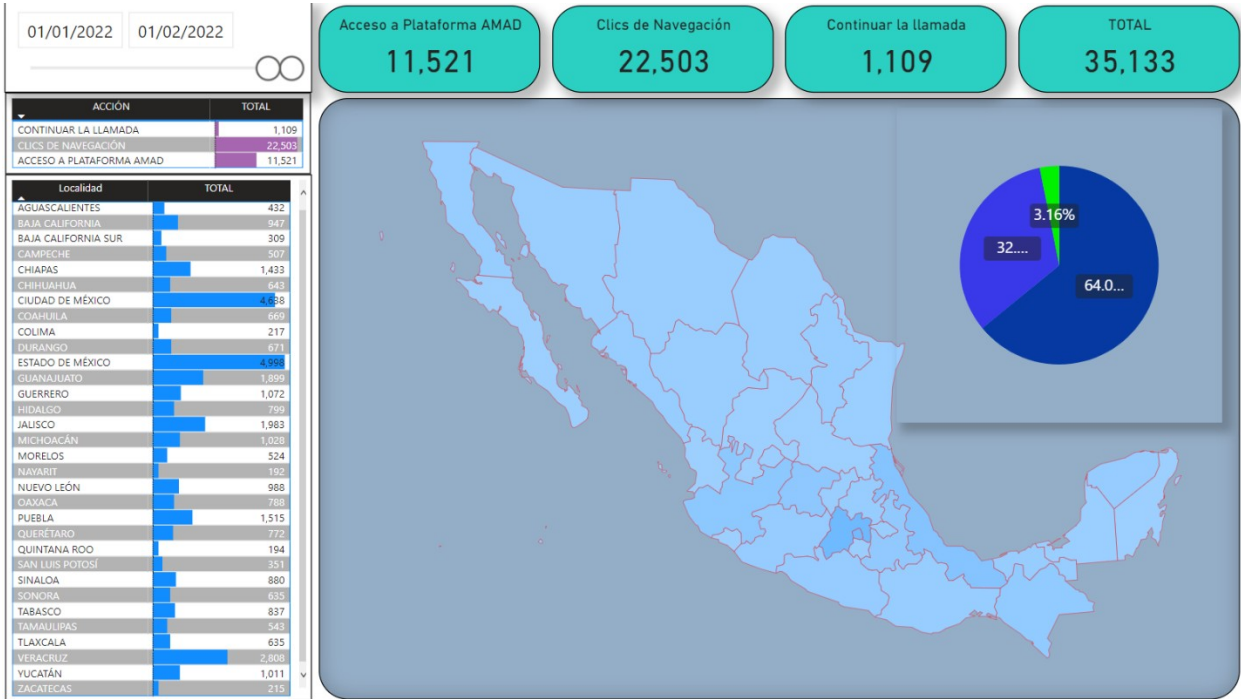 01/01/2022 01/02/2022
Acceso a Plataforma AMAD
11,521
Clics de Navegación
22,503
Continuar la llamada
1,109
TOTAL
35,133
ACCIÓN TOTAL
CONTINUAR LA LLAMADA 1,109
CLICS DE NAVEGACIÓN 22,503
ACCESO A PLATAFORMA AMAD 11,521
Localidad TOTAL
AGUASCALIENTES 432
BAJA CALIFORNIA 947
BAJA CALIFORNIA SUR 309
CAMPECHE 507
CHIAPAS 1,433
CHIHUAHUA 643
CIUDAD DE MÉXICO 4,638
COAHUILA 669
COLIMA 217
DURANGO 671
ESTADO DE MÉXICO 4,998
GUANAJUATO 1,899
GUERRERO 1,072
HIDALGO 799
JALISCO 1,983
MICHOACÁN 1,028
MORELOS 524
NAYARIT 192
NUEVO LEÓN 988
OAXACA 788
PUEBLA 1,515
QUERÉTARO 772
QUINTANA ROO 194
SAN LUIS POTOSÍ 351
SINALOA 880
SONORA 635
TABASCO 837
TAMAULIPAS 543
TLAXCALA 635
VERACRUZ 2,808
YUCATÁN 1,011
ZACATECAS 215
3.16%
32....
64.0...